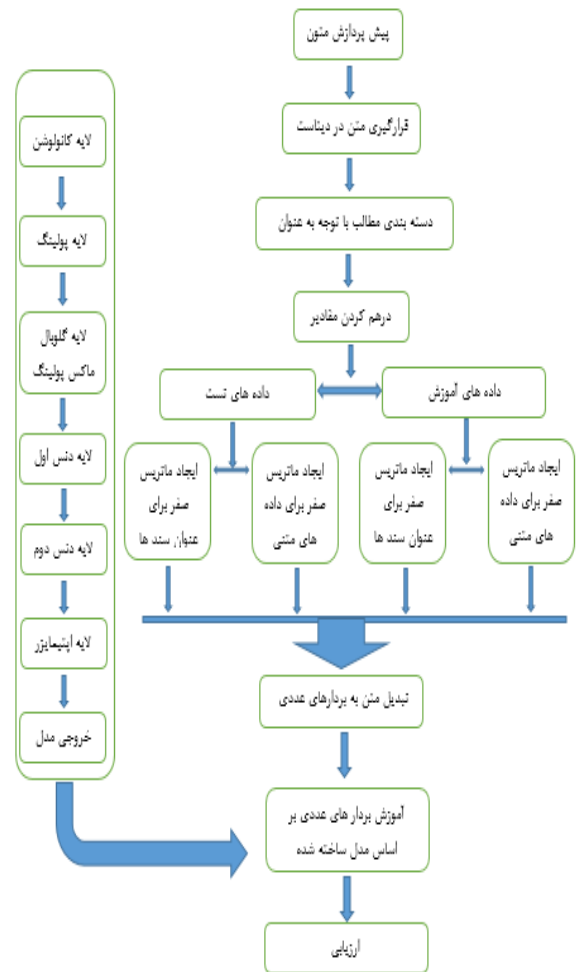 پیش پردازش متون
قرارگیری متن در دیتاست
دسته بندی مطالب با توجه به عنوان
درهم کردن مقادیر
داده های آموزش
داده های تست
ایجاد ماتریس
صفر برای داده
های متنی
ایجاد ماتریس
صفر برای
عنوان سند ها
ایجاد ماتریس
صفر برای داده
های متنی
ایجاد ماتریس
صفر برای
عنوان سند ها
تبدیل متن به بردارهای عددی
آموزش بردار های عددی بر
اساس مدل ساخته شده
ارزیابی
لایه کانولوشن
لایه پولینگ
لایه گلوبال
ماکس پولینگ
لایه دنس اول
لایه دنس دوم
لایه اپتیمایزر
خروجی مدل